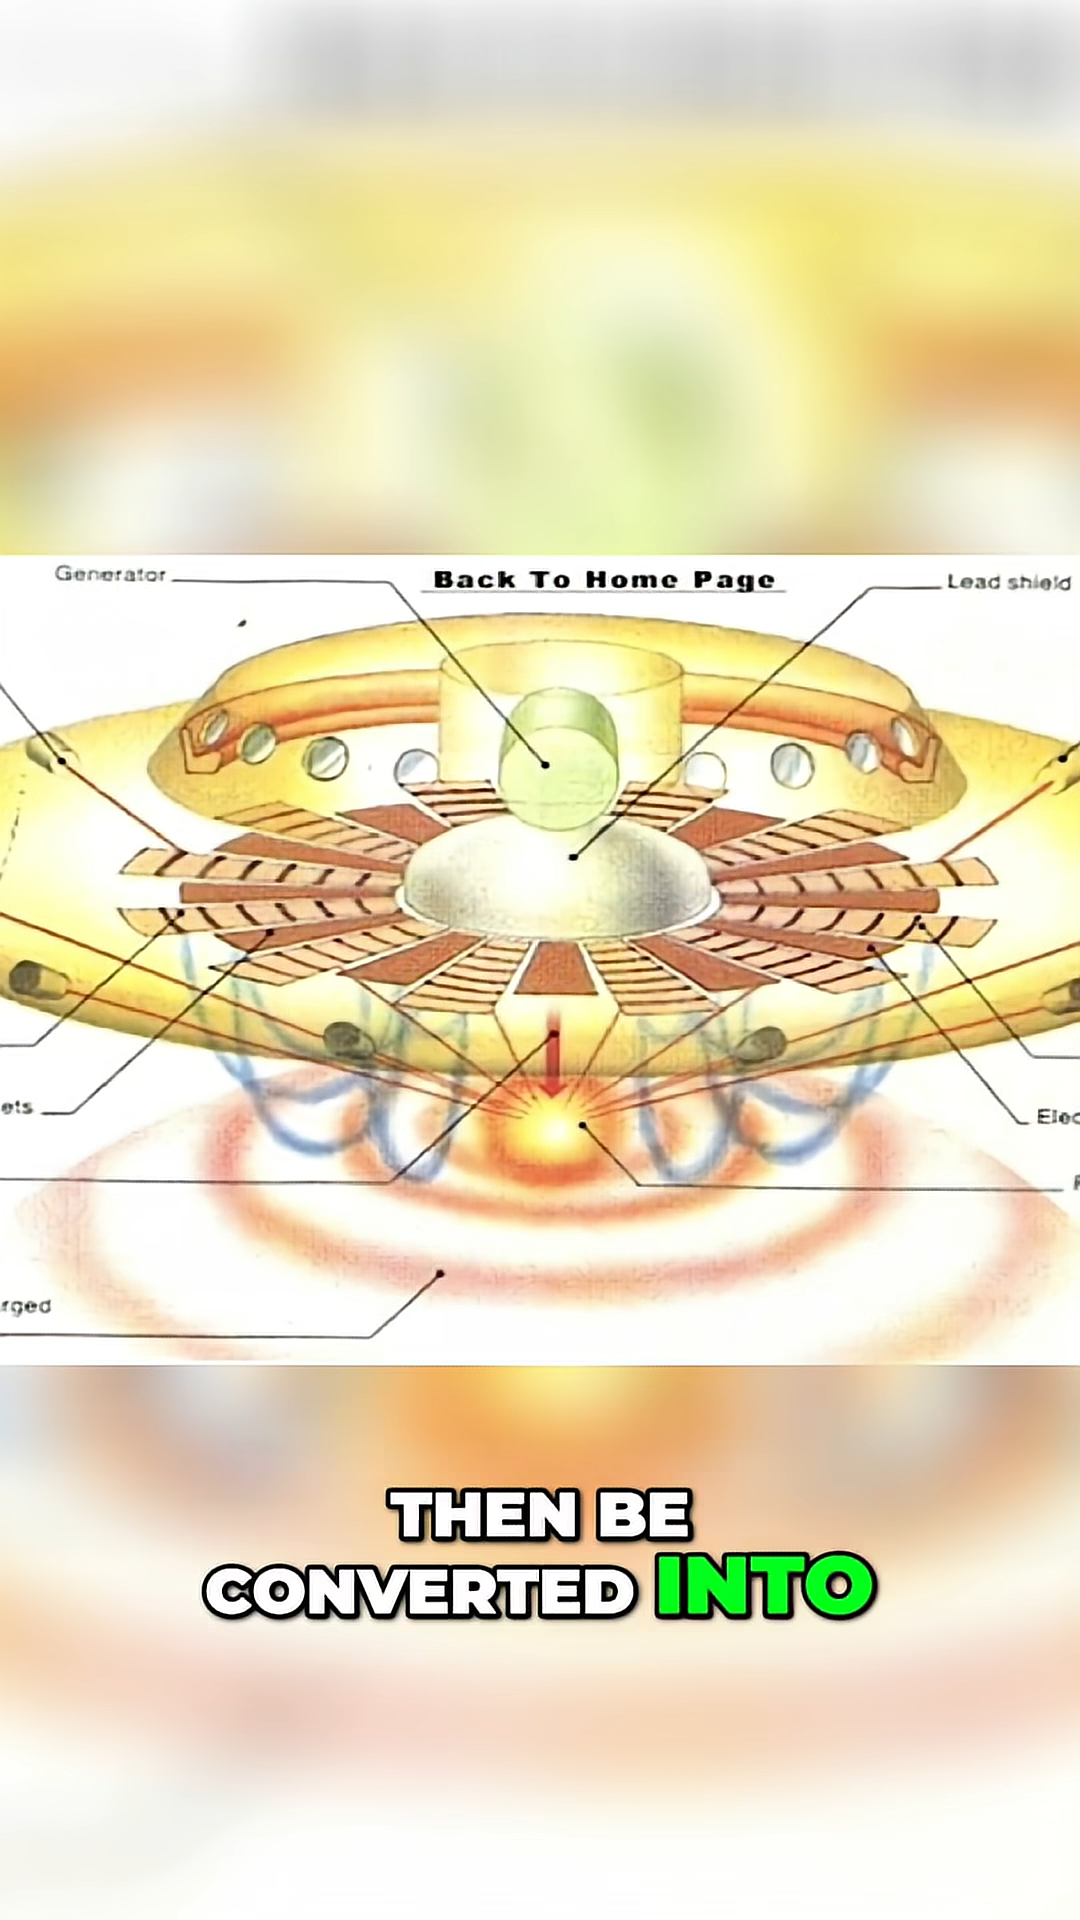 Generator
Back To Home Page
Lead shield
ets
Elec
rged
THEN BE
CONVERTED INTO